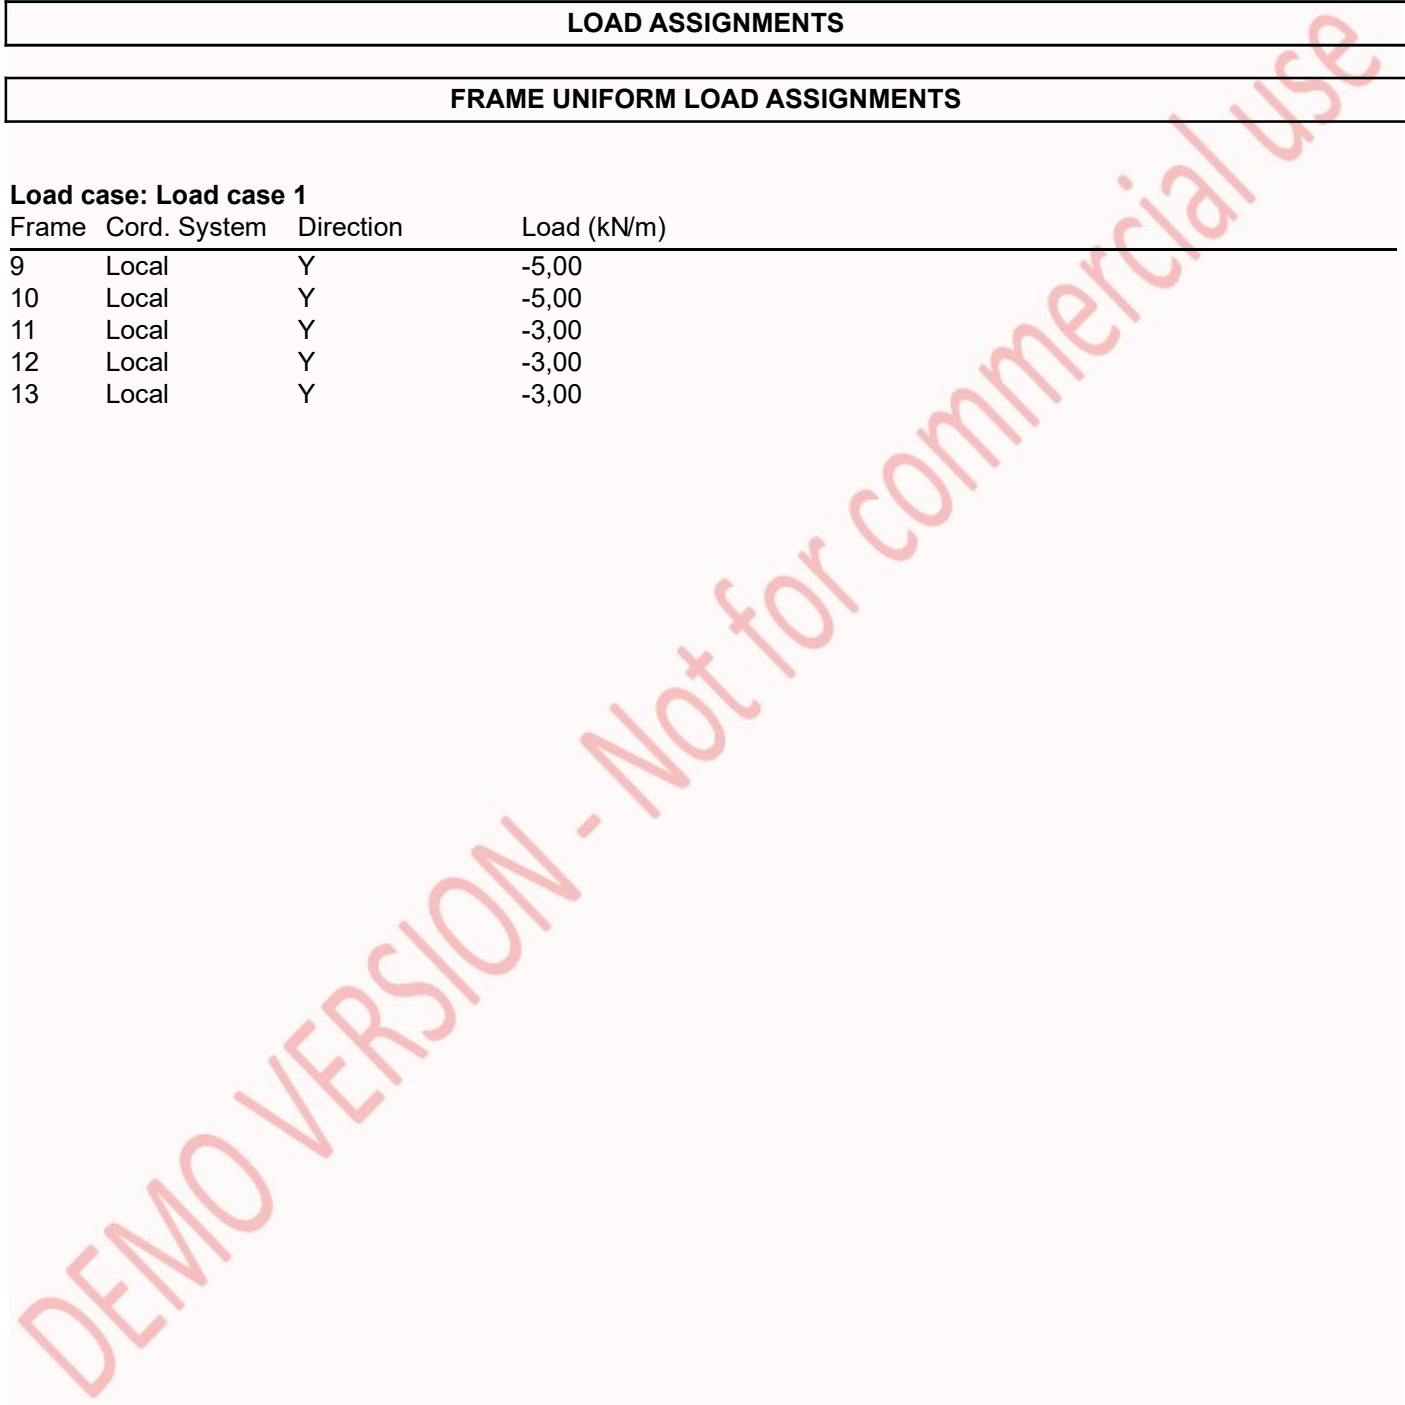 LOAD ASSIGNMENTS
FRAME UNIFORM LOAD ASSIGNMENTS
Load case: Load case 1
Frame Cord. System Direction Load (kN/m)
9 Local Y -5,00
10 Local Y -5,00
11 Local Y -3,00
12 Local Y -3,00
13 Local Y -3,00
DEMO VERSION - Not for commercial use